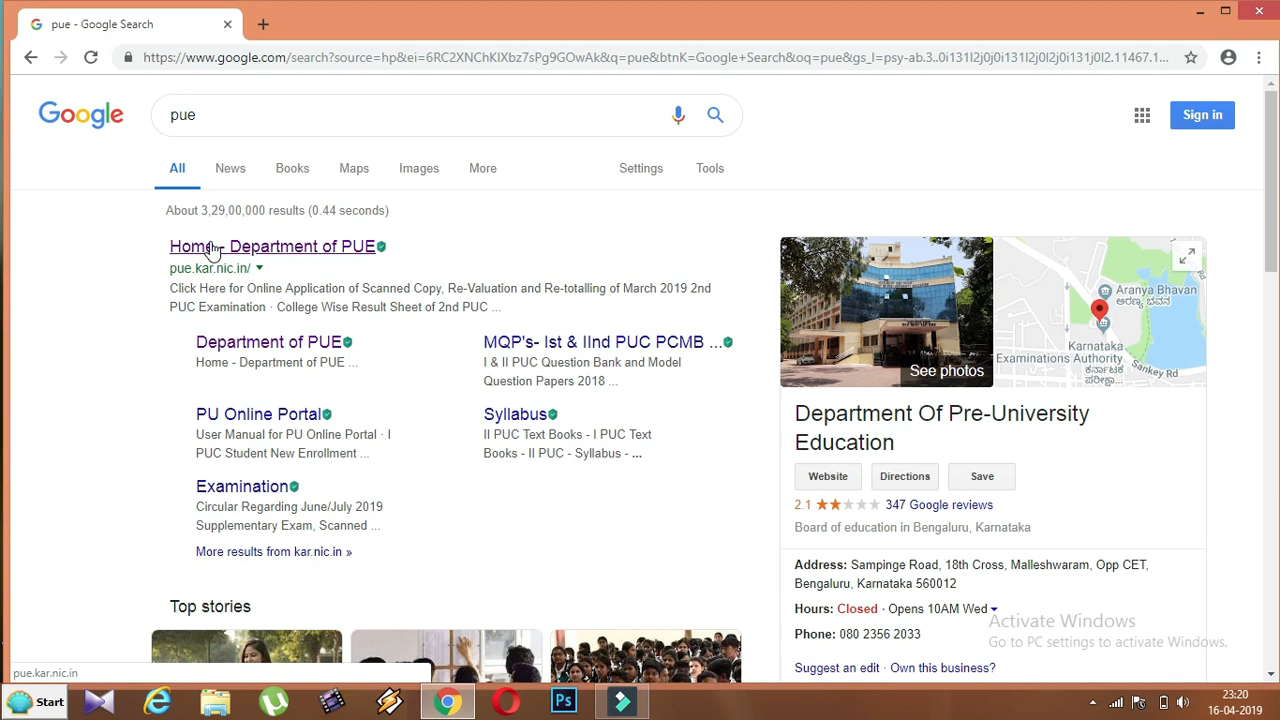 pue - Google Search
https://www.google.com/search?source=hp&ei=6RC2XNChKIXbz7sPg9GOwAk&q=pue&btnK=Google+Search&oq=pue&gs_l=psy-ab.3..0i131l2j0j0i131l2j0l2j0i131j0l2.11467.1...
Google
pue
Sign in
All News Books Maps Images More Settings Tools
About 3,29,00,000 results (0.44 seconds)
Home - Department of PUE
pue.kar.nic.in/
Click Here for Online Application of Scanned Copy, Re-Valuation and Re-totalling of March 2019 2nd
PUC Examination · College Wise Result Sheet of 2nd PUC ...
Department of PUE
Home - Department of PUE ...
MQP's- Ist & IInd PUC PCMB ...
I & II PUC Question Bank and Model
Question Papers 2018 ...
PU Online Portal
User Manual for PU Online Portal · I
PUC Student New Enrollment ...
Syllabus
II PUC Text Books - I PUC Text
Books - II PUC - Syllabus - ...
Examination
Circular Regarding June/July 2019
Supplementary Exam, Scanned ...
More results from kar.nic.in »
Top stories
See photos
Aranya Bhavan
ಅರಣ್ಯ ಭವನ
Karnataka
Examinations Authority
ಕರ್ನಾಟಕ
ಪರೀಕ್ಷಾ...
Sankey Rd
Department Of Pre-University
Education
Website Directions Save
2.1 347 Google reviews
Board of education in Bengaluru, Karnataka
Address: Sampinge Road, 18th Cross, Malleshwaram, Opp CET,
Bengaluru, Karnataka 560012
Hours: Closed · Opens 10AM Wed
Phone: 080 2356 2033
Suggest an edit · Own this business?
Activate Windows
Go to PC settings to activate Windows.
pue.kar.nic.in
Start
Ps
23:20
16-04-2019